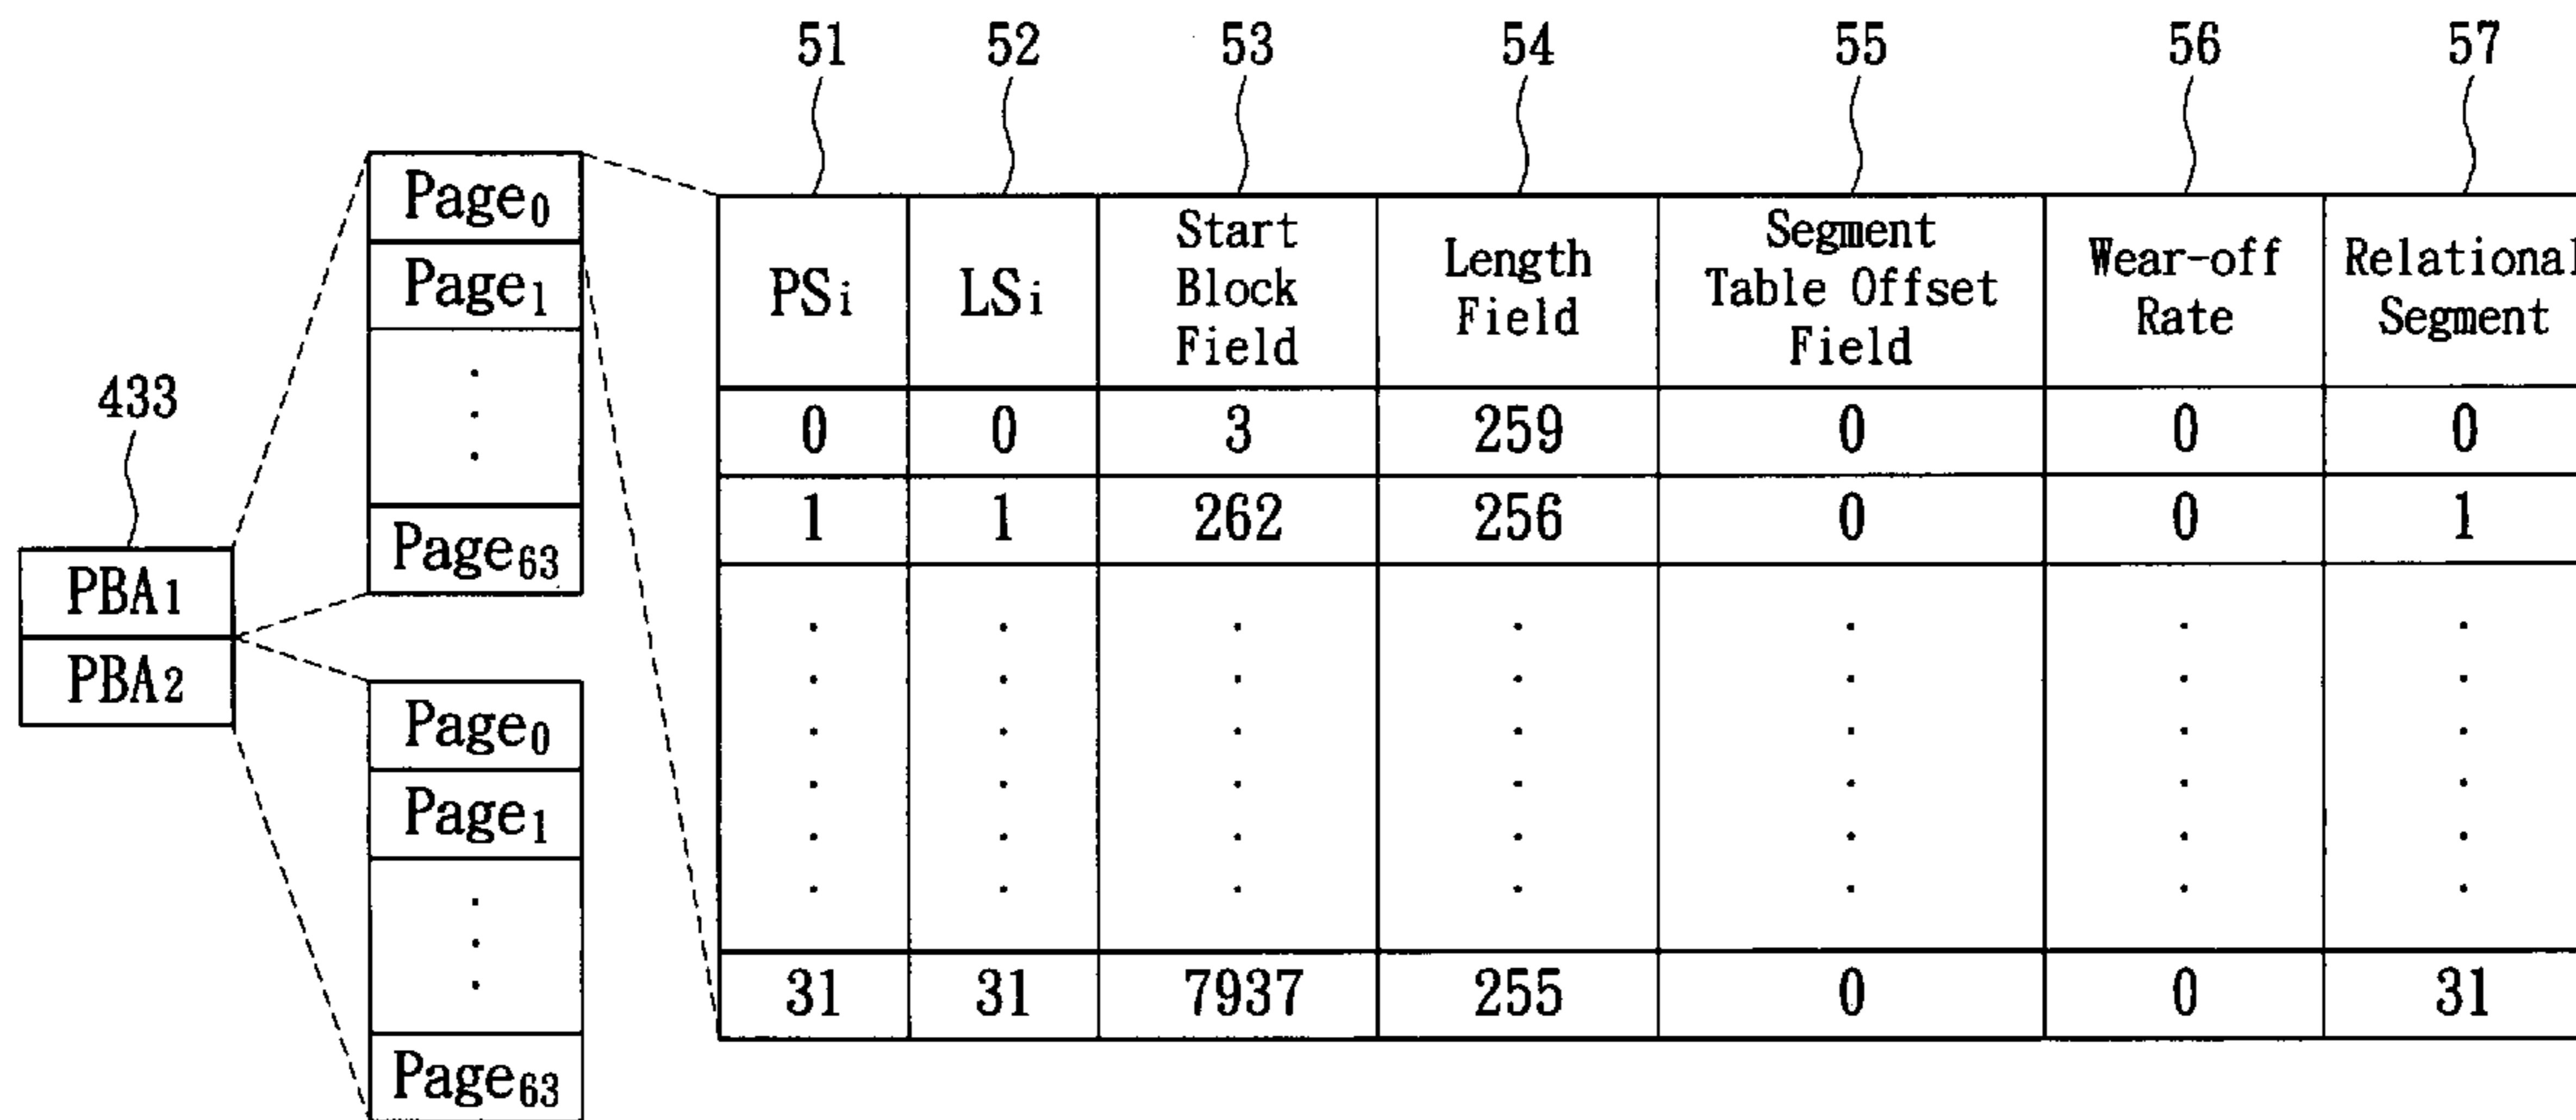 51 52 53 54 55 56 57
PSi LSi Start Block Field Length Field Segment Table Offset Field Wear-off Rate Relational Segment
0 0 3 259 0 0 0
1 1 262 256 0 0 1
31 31 7937 255 0 0 31
Page0
Page1
Page63
433
PBA1
PBA2
Page0
Page1
Page63